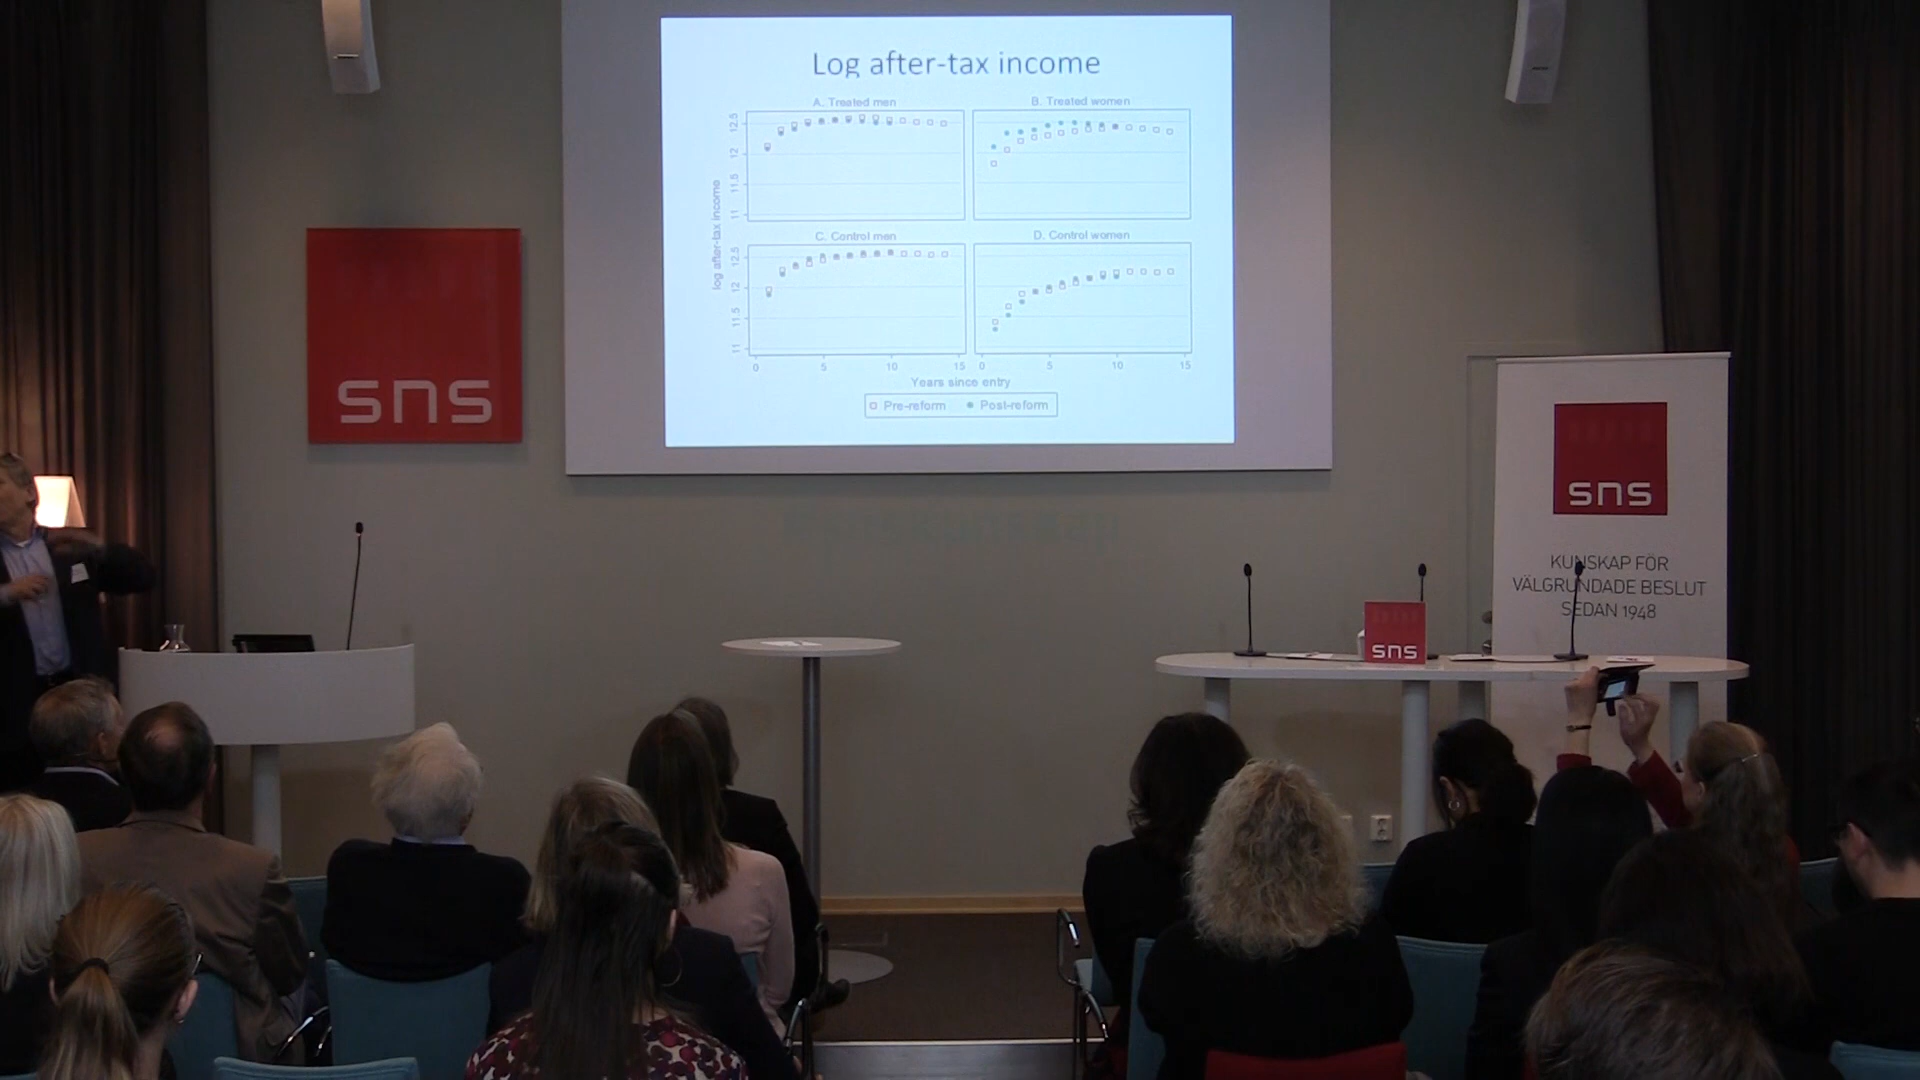 Log after-tax income
A. Treated men
B. Treated women
12.5
12
11.5
11
C. Control men
D. Control women
12.5
12
11.5
11
log after-tax income
0 5 10 15
0 5 10 15
Years since entry
Pre-reform Post-reform
sns
sns
KUNSKAP FÖR
VÄLGRUNDADE BESLUT
SEDAN 1948
sns